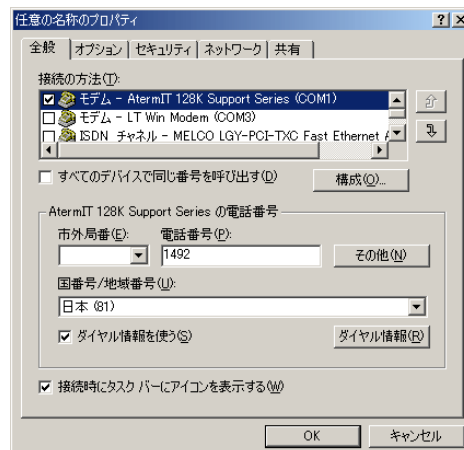 任意の名称のプロパティ
全般 オプション セキュリティ ネットワーク 共有
接続の方法(T):
モデム - AtermIT 128K Support Series (COM1)
モデム - LT Win Modem (COM3)
ISDN チャネル - MELCO LGY-PCI-TXC Fast Ethernet
すべてのデバイスで同じ番号を呼び出す(D) 構成(O)...
AtermIT 128K Support Series の電話番号
市外局番(E): 電話番号(P):
1492 その他(N)
国番号/地域番号(U):
日本 (81)
ダイヤル情報を使う(S) ダイヤル情報(R)
接続時にタスク バーにアイコンを表示する(W)
OK キャンセル